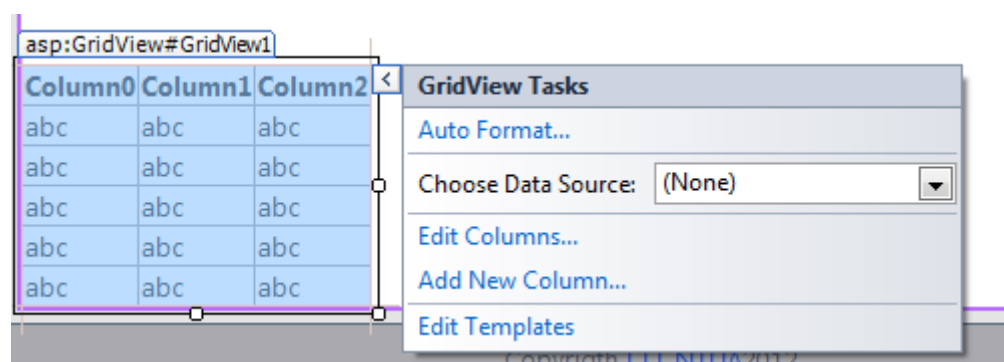 asp:GridView#GridView1
Column0 Column1 Column2
abc abc abc
abc abc abc
abc abc abc
abc abc abc
abc abc abc
GridView Tasks
Auto Format...
Choose Data Source: (None)
Edit Columns...
Add New Column...
Edit Templates